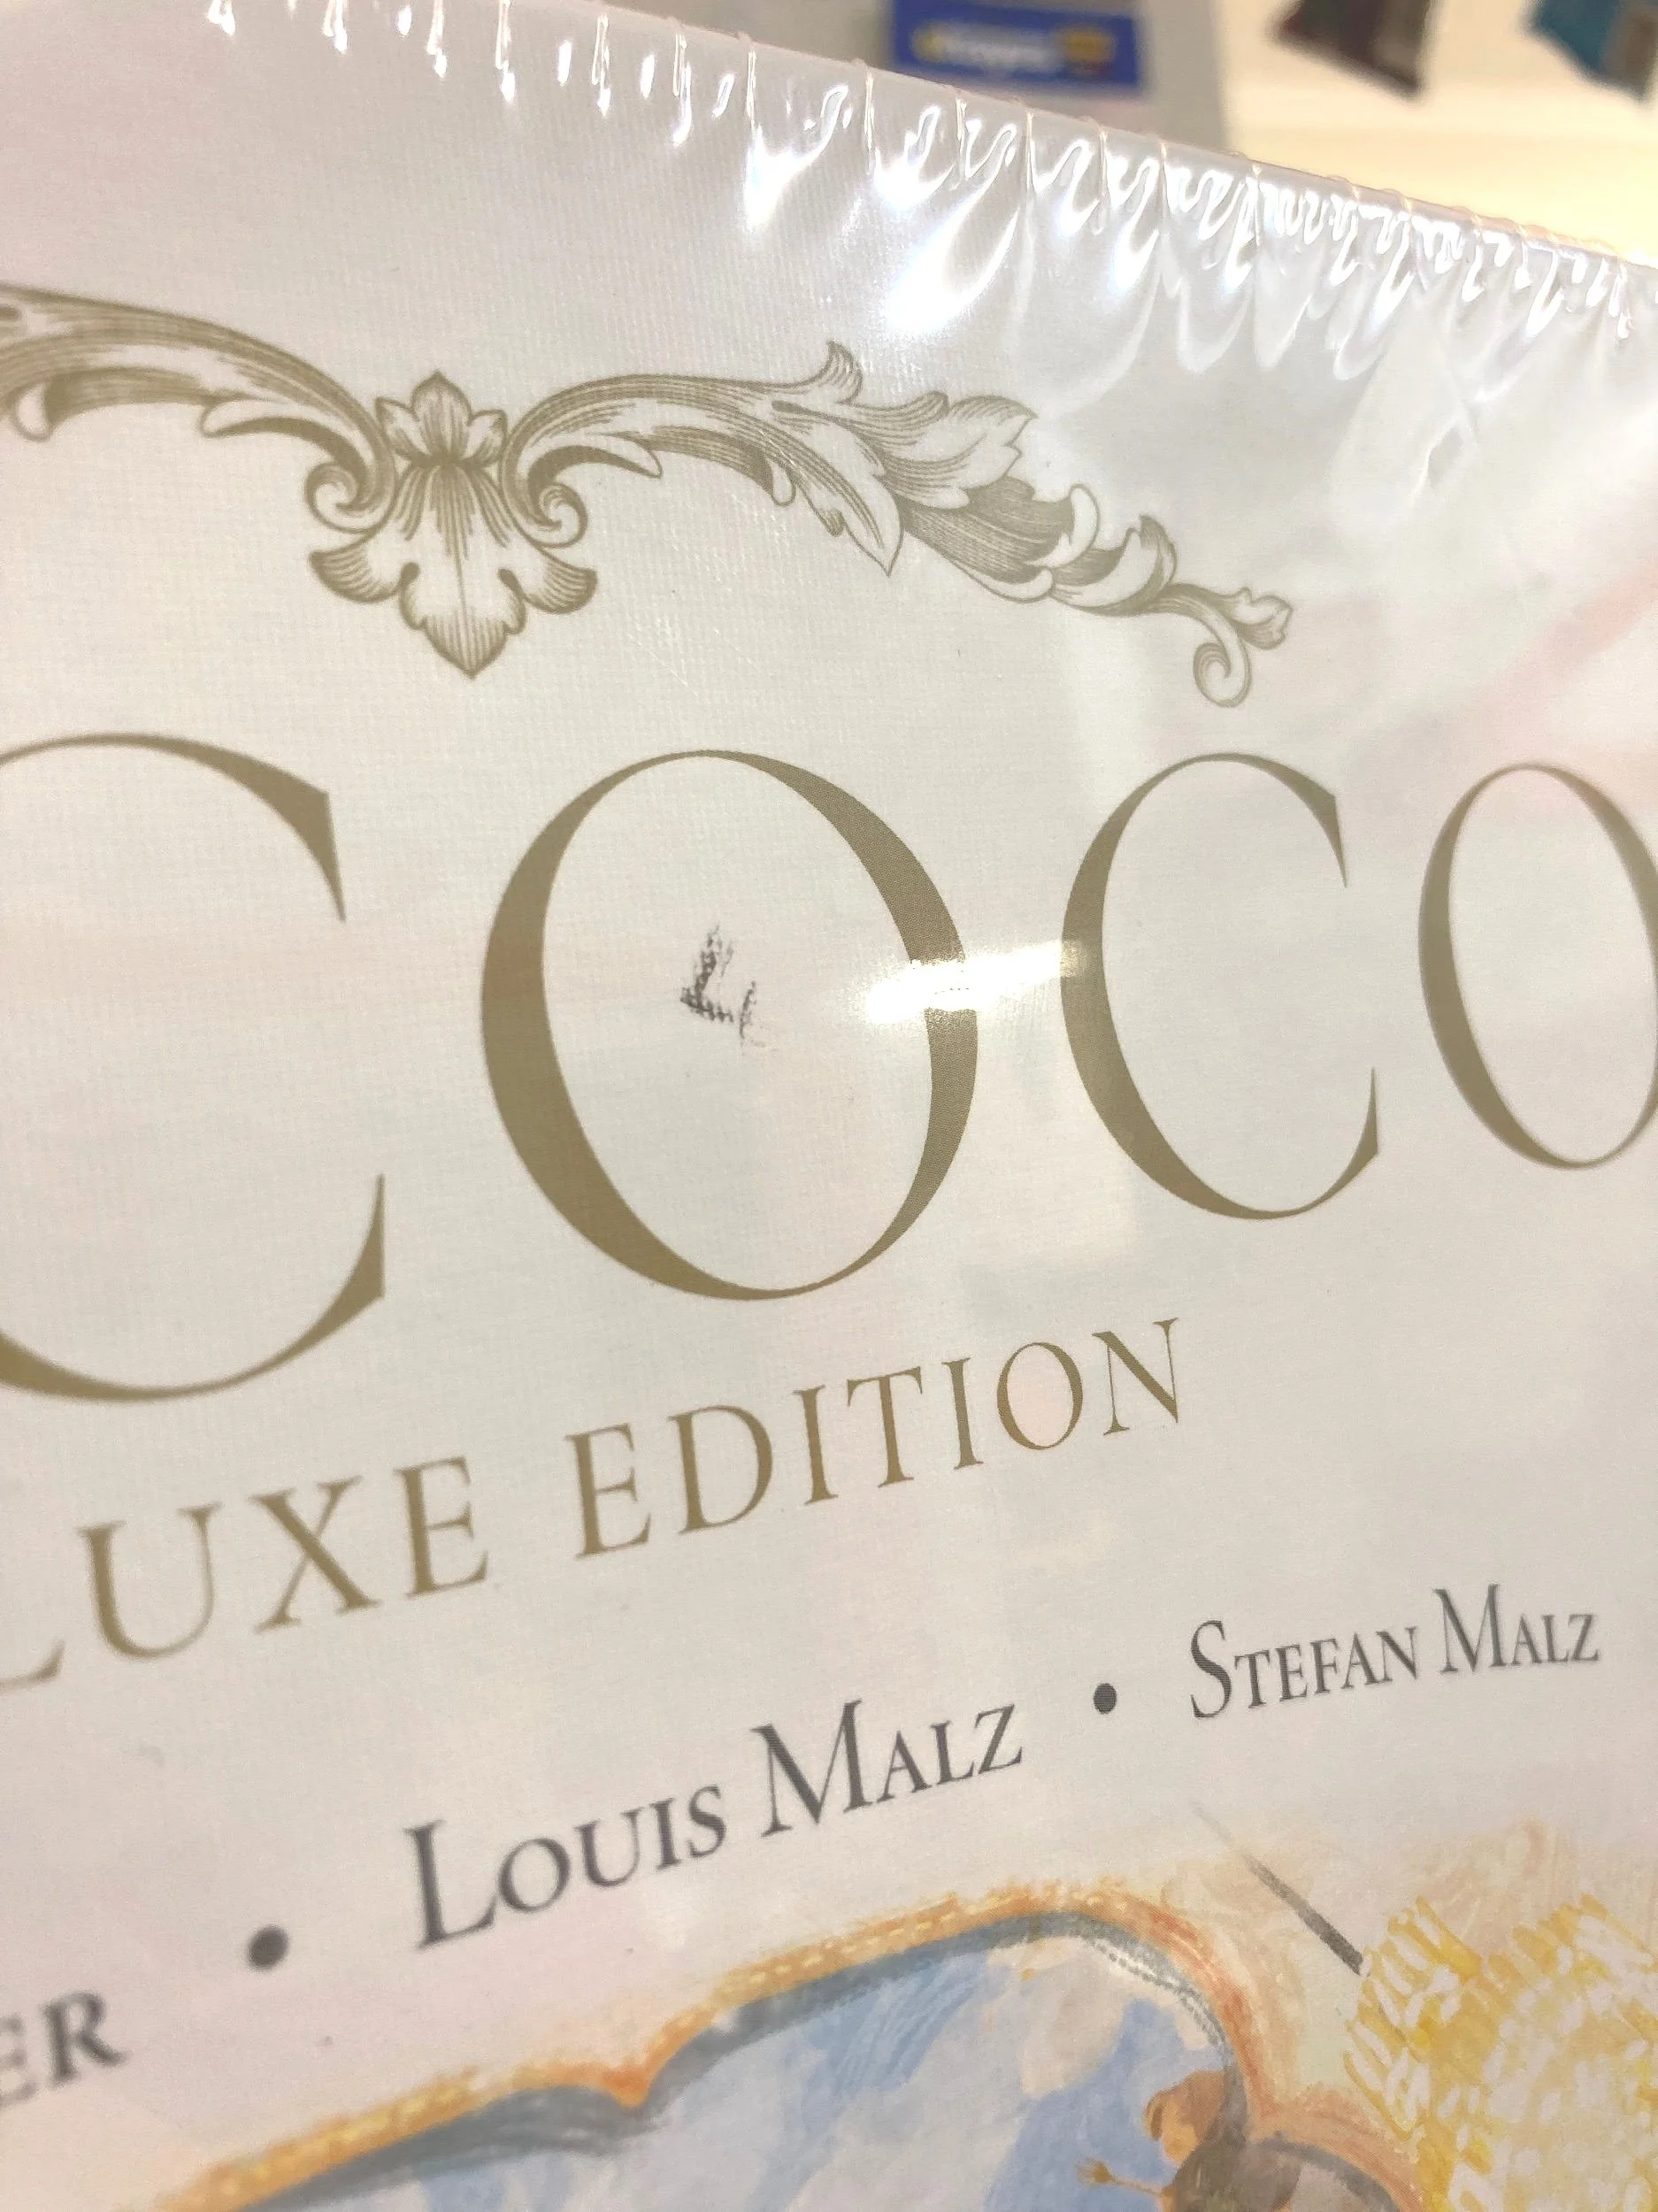 COCO
LUXE EDITION
ER • LOUIS MALZ • STEFAN MALZ